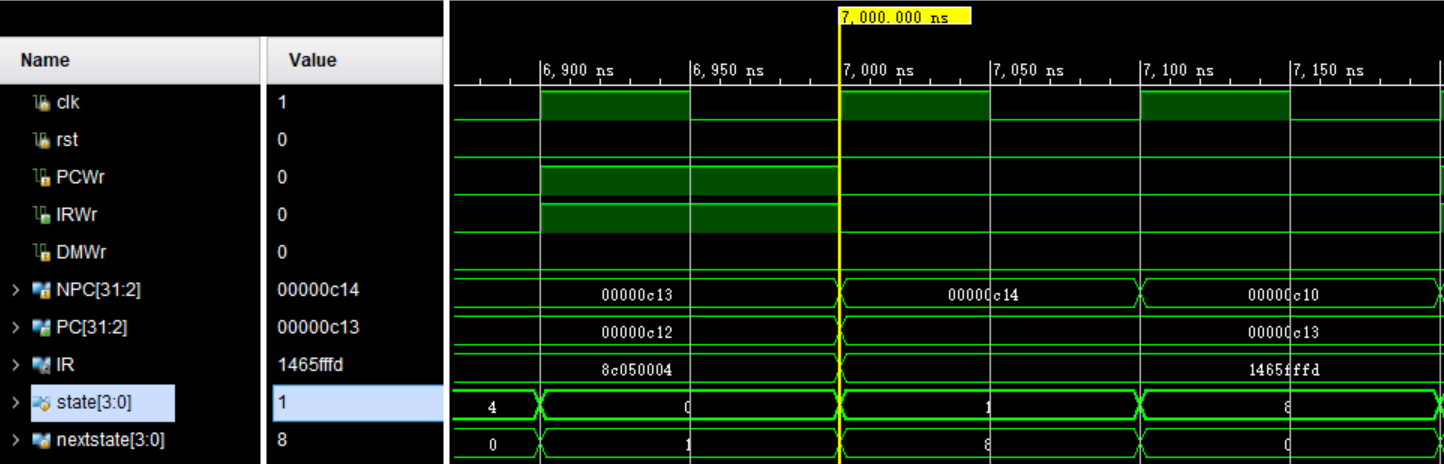 7,000.000 ns
Name Value
6,900 ns 6,950 ns 7,000 ns 7,050 ns 7,100 ns 7,150 ns
clk 1
rst 0
PCWr 0
IRWr 0
DMWr 0
NPC[31:2] 00000c14 00000c13 00000c14 00000c10
PC[31:2] 00000c13 00000c12 00000c13
IR 1465fffd 8c050004 1465fffd
state[3:0] 1 4 0 1 8
nextstate[3:0] 8 0 1 8 0